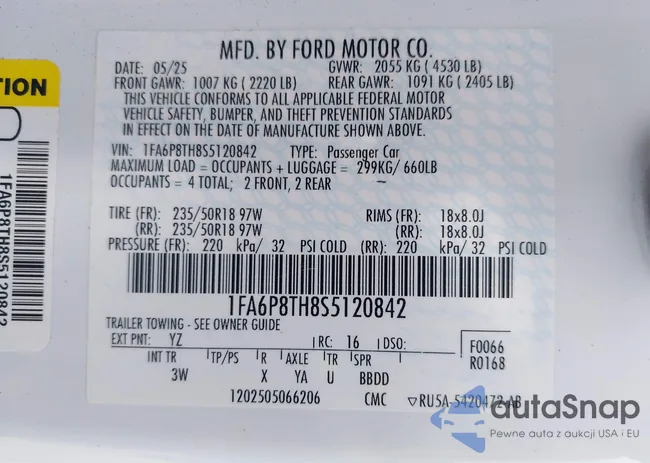 TION
1FA6P8TH8S5120842
MFD. BY FORD MOTOR CO.
DATE: 05/25 GVWR: 2055 KG ( 4530 LB)
FRONT GAWR: 1007 KG ( 2220 LB) REAR GAWR: 1091 KG ( 2405 LB)
THIS VEHICLE CONFORMS TO ALL APPLICABLE FEDERAL MOTOR
VEHICLE SAFETY, BUMPER, AND THEFT PREVENTION STANDARDS
IN EFFECT ON THE DATE OF MANUFACTURE SHOWN ABOVE.
VIN: 1FA6P8TH8S5120842 TYPE: Passenger Car
MAXIMUM LOAD = OCCUPANTS + LUGGAGE = 299KG/ 660LB
OCCUPANTS = 4 TOTAL; 2 FRONT, 2 REAR ~
TIRE (FR): 235/50R18 97W RIMS (FR): 18x8.0J
(RR): 235/50R18 97W (RR): 18x8.0J
PRESSURE (FR): 220 kPa/ 32 PSI COLD (RR): 220 kPa/ 32 PSI COLD
1FA6P8TH8S5120842
TRAILER TOWING - SEE OWNER GUIDE
EXT PNT: YZ RC: 16 DSO:
F0066
R0168
INT TR TP/PS R AXLE TR SPR
3W X YA U BBDD
1202505066206 CMC ▽RU5A-5420472-AB
autoSnap
Pewne auta z aukcji USA i EU